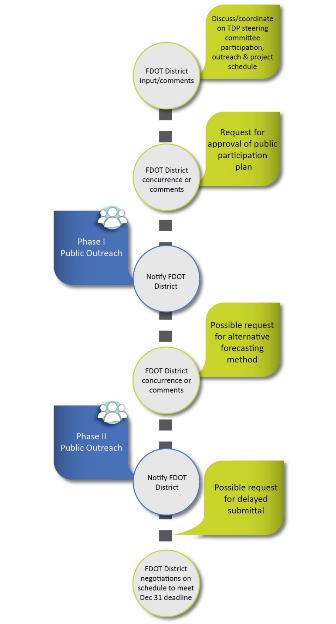 Discuss/coordinate
on TDP steering
committee
participation,
outreach & project
schedule
FDOT District
input/comments
Request for
approval of public
participation
plan
FDOT District
concurrence or
comments
Phase I
Public Outreach
Notify FDOT
District
Possible request
for alternative
forecasting
method
FDOT District
concurrence or
comments
Phase II
Public Outreach
Notify FDOT
District
Possible request
for delayed
submittal
FDOT District
negotiations on
schedule to meet
Dec 31 deadline